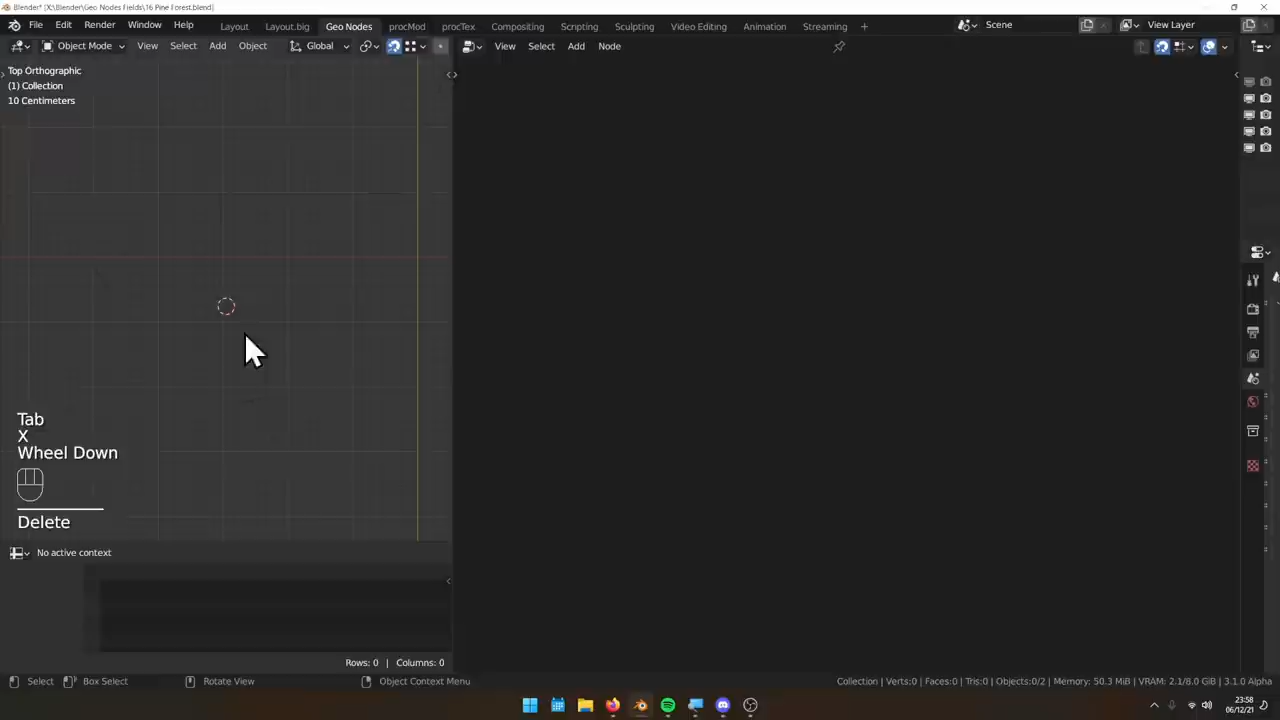 Blender* [X:\Blender\Geo Nodes Fields\16 Pine Forest.blend]
File Edit Render Window Help Layout Layout.big Geo Nodes procMod procTex Compositing Scripting Sculpting Video Editing Animation Streaming + Scene View Layer
Object Mode View Select Add Object Global View Select Add Node
Top Orthographic
(1) Collection
10 Centimeters
Tab
X
Wheel Down
Delete
No active context
Rows: 0 | Columns: 0
Select Box Select Rotate View Object Context Menu Collection | Verts:0 | Faces:0 | Tris:0 | Objects:0/2 | Memory: 50.3 MiB | VRAM: 2.1/8.0 GiB | 3.1.0 Alpha
23:58
06/12/21